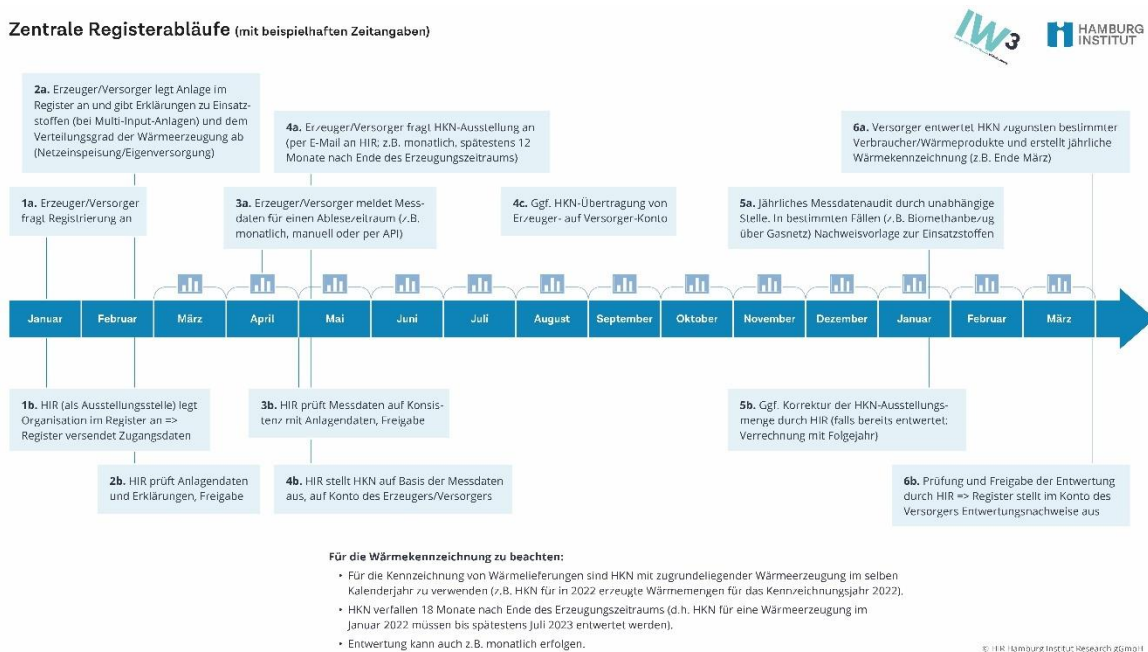 Zentrale Registerabläufe (mit beispielhaften Zeitangaben)
IW3
HAMBURG
INSTITUT
2a. Erzeuger/Versorger legt Anlage im
Register an und gibt Erklärungen zu Einsatz-
stoffen (bei Multi-Input-Anlagen) und dem
Verteilungsgrad der Wärmeerzeugung ab
(Netzeinspeisung/Eigenversorgung)
4a. Erzeuger/Versorger fragt HKN-Ausstellung an
(per E-Mail an HIR; z.B. monatlich, spätestens 12
Monate nach Ende des Erzeugungszeitraums)
6a. Versorger entwertet HKN zugunsten bestimmter
Verbraucher/Wärmeprodukte und erstellt jährliche
Wärmekennzeichnung (z.B. Ende März)
1a. Erzeuger/Versorger
fragt Registrierung an
3a. Erzeuger/Versorger meldet Mess-
daten für einen Ablesezeitraum (z.B.
monatlich, manuell oder per API)
4c. Ggf. HKN-Übertragung von
Erzeuger- auf Versorger-Konto
5a. Jährliches Messdatenaudit durch unabhängige
Stelle. In bestimmten Fällen (z.B. Biomethanbezug
über Gasnetz) Nachweisvorlage zur Einsatzstoffen
Januar Februar März April Mai Juni Juli August September Oktober November Dezember Januar Februar März
1b. HIR (als Ausstellungsstelle) legt
Organisation im Register an =>
Register versendet Zugangsdaten
3b. HIR prüft Messdaten auf Konsis-
tenz mit Anlagendaten, Freigabe
5b. Ggf. Korrektur der HKN-Ausstellungs-
menge durch HIR (falls bereits entwertet:
Verrechnung mit Folgejahr)
2b. HIR prüft Anlagendaten
und Erklärungen, Freigabe
4b. HIR stellt HKN auf Basis der Messdaten
aus, auf Konto des Erzeugers/Versorgers
6b. Prüfung und Freigabe der Entwertung
durch HIR => Register stellt im Konto des
Versorgers Entwertungsnachweise aus
Für die Wärmekennzeichnung zu beachten:
• Für die Kennzeichnung von Wärmelieferungen sind HKN mit zugrundeliegender Wärmeerzeugung im selben
Kalenderjahr zu verwenden (z.B. HKN für in 2022 erzeugte Wärmemengen für das Kennzeichnungsjahr 2022).
• HKN verfallen 18 Monate nach Ende des Erzeugungszeitraums (d.h. HKN für eine Wärmeerzeugung im
Januar 2022 müssen bis spätestens Juli 2023 entwertet werden).
• Entwertung kann auch z.B. monatlich erfolgen.
© HIR Hamburg Institut Research gGmbH